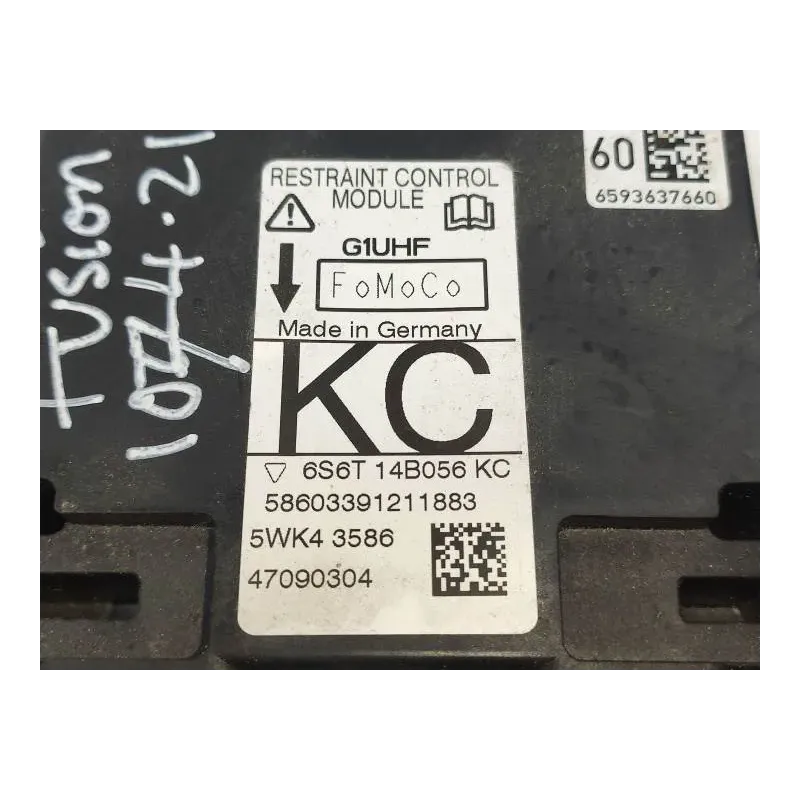 Fusion
60
6593637660
RESTRAINT CONTROL
MODULE
G1UHF
FoMoCo
Made in Germany
KC
6S6T 14B056 KC
58603391211883
5WK4 3586
47090304